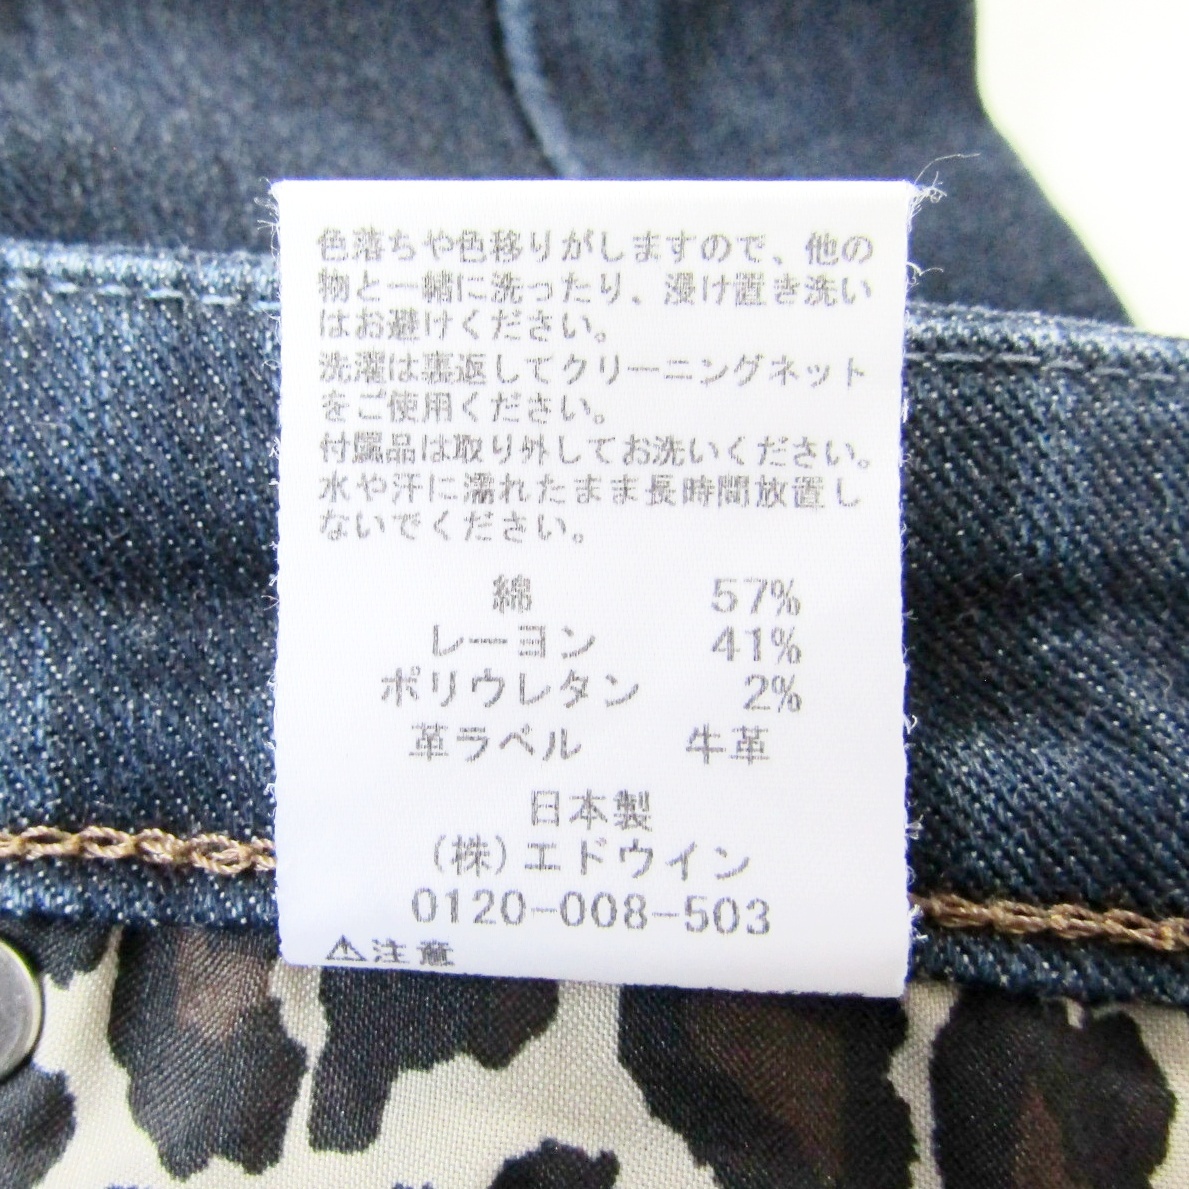 色落ちや色移りがしますので、他の
物と一緒に洗ったり、浸け置き洗い
はお避けください。
洗濯は裏返してクリーニングネット
をご使用ください。
付属品は取り外してお洗いください。
水や汗に濡れたまま長時間放置し
ないでください。
綿 57%
レーヨン 41%
ポリウレタン 2%
革ラベル 牛革
日本製
(株)エドウイン
0120-008-503
⚠注意